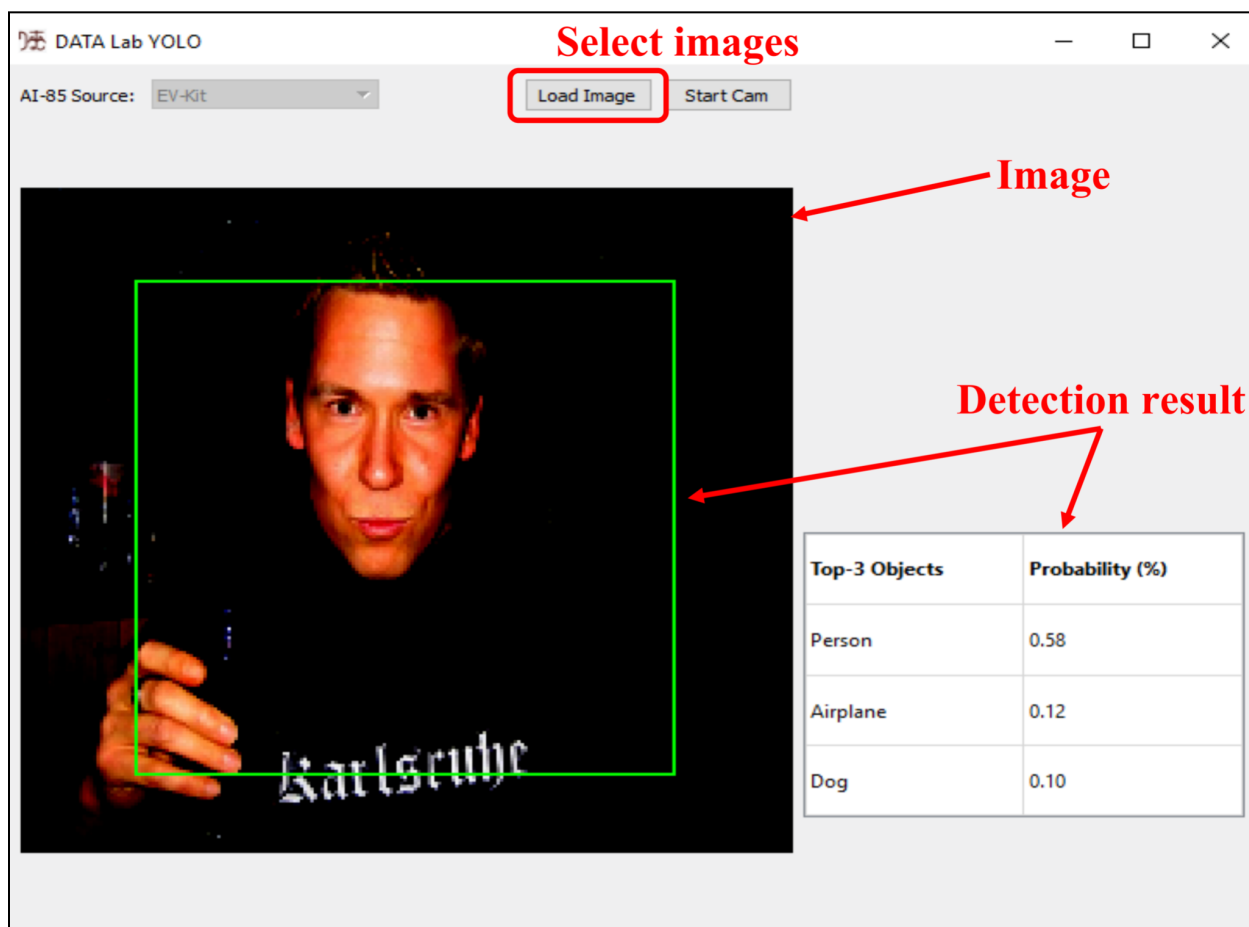 DATA Lab YOLO
Select images
AI-85 Source:
EV-Kit
Load Image
Start Cam
Image
Detection result
Top-3 Objects
Probability (%)
Person
0.58
Airplane
0.12
Dog
0.10
Karlsruhe